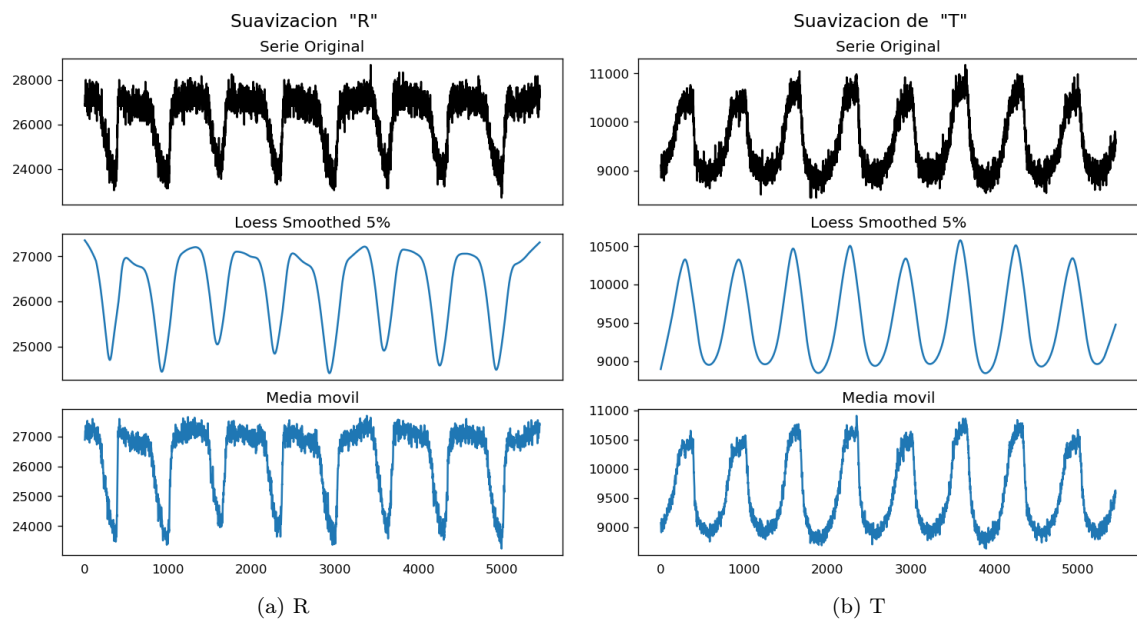 Suavizacion "R"
Serie Original
28000
26000
24000
Loess Smoothed 5%
27000
26000
25000
Media movil
27000
26000
25000
24000
0 1000 2000 3000 4000 5000
(a) R
Suavizacion de "T"
Serie Original
11000
10000
9000
Loess Smoothed 5%
10500
10000
9500
9000
Media movil
11000
10500
10000
9500
9000
0 1000 2000 3000 4000 5000
(b) T